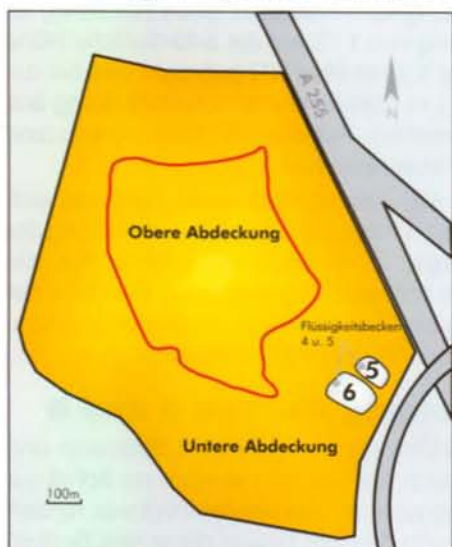 A 255
N
Obere Abdeckung
Flüssigkeitsbecken
4 u. 5
5
6
Untere Abdeckung
100m